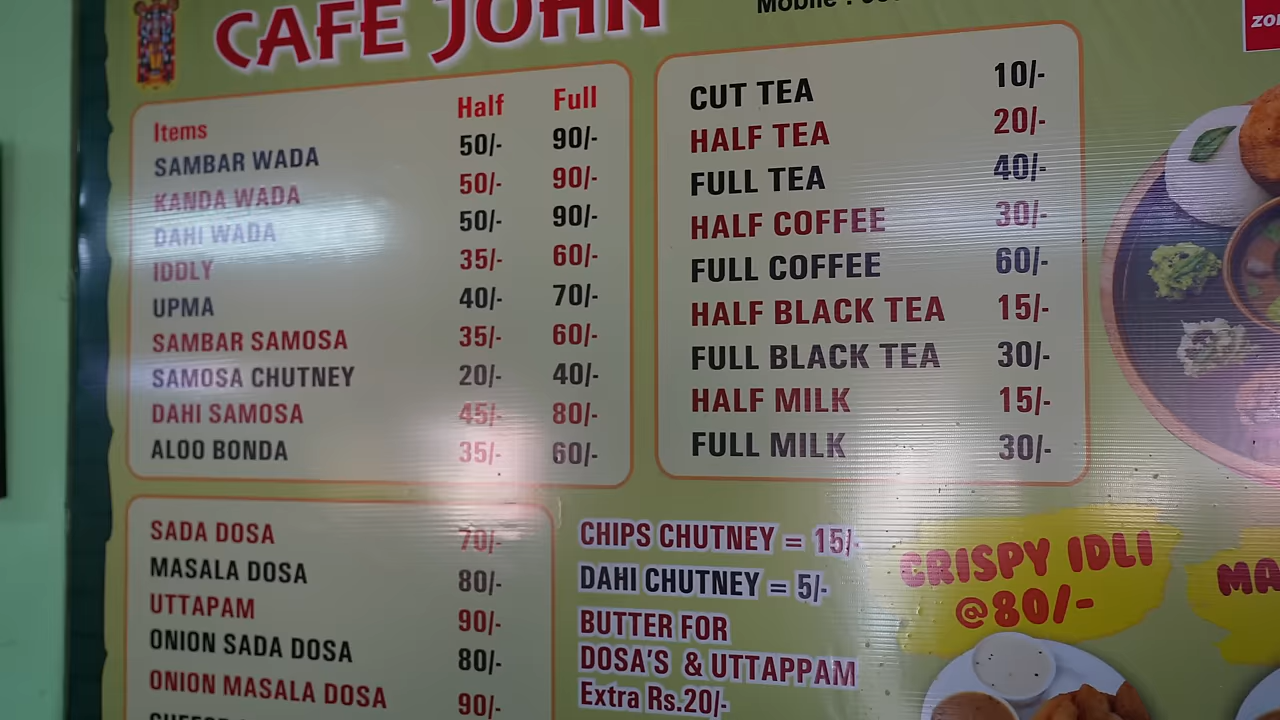 CAFE JOHN
Mobile :
Items Half Full
SAMBAR WADA 50/- 90/-
KANDA WADA 50/- 90/-
DAHI WADA 50/- 90/-
IDDLY 35/- 60/-
UPMA 40/- 70/-
SAMBAR SAMOSA 35/- 60/-
SAMOSA CHUTNEY 20/- 40/-
DAHI SAMOSA 45/- 80/-
ALOO BONDA 35/- 60/-
CUT TEA 10/-
HALF TEA 20/-
FULL TEA 40/-
HALF COFFEE 30/-
FULL COFFEE 60/-
HALF BLACK TEA 15/-
FULL BLACK TEA 30/-
HALF MILK 15/-
FULL MILK 30/-
SADA DOSA 70/-
MASALA DOSA 80/-
UTTAPAM 90/-
ONION SADA DOSA 80/-
ONION MASALA DOSA 90/-
CHIPS CHUTNEY = 15/-
DAHI CHUTNEY = 5/-
BUTTER FOR
DOSA'S & UTTAPPAM
Extra Rs.20/-
CRISPY IDLI
@80/-